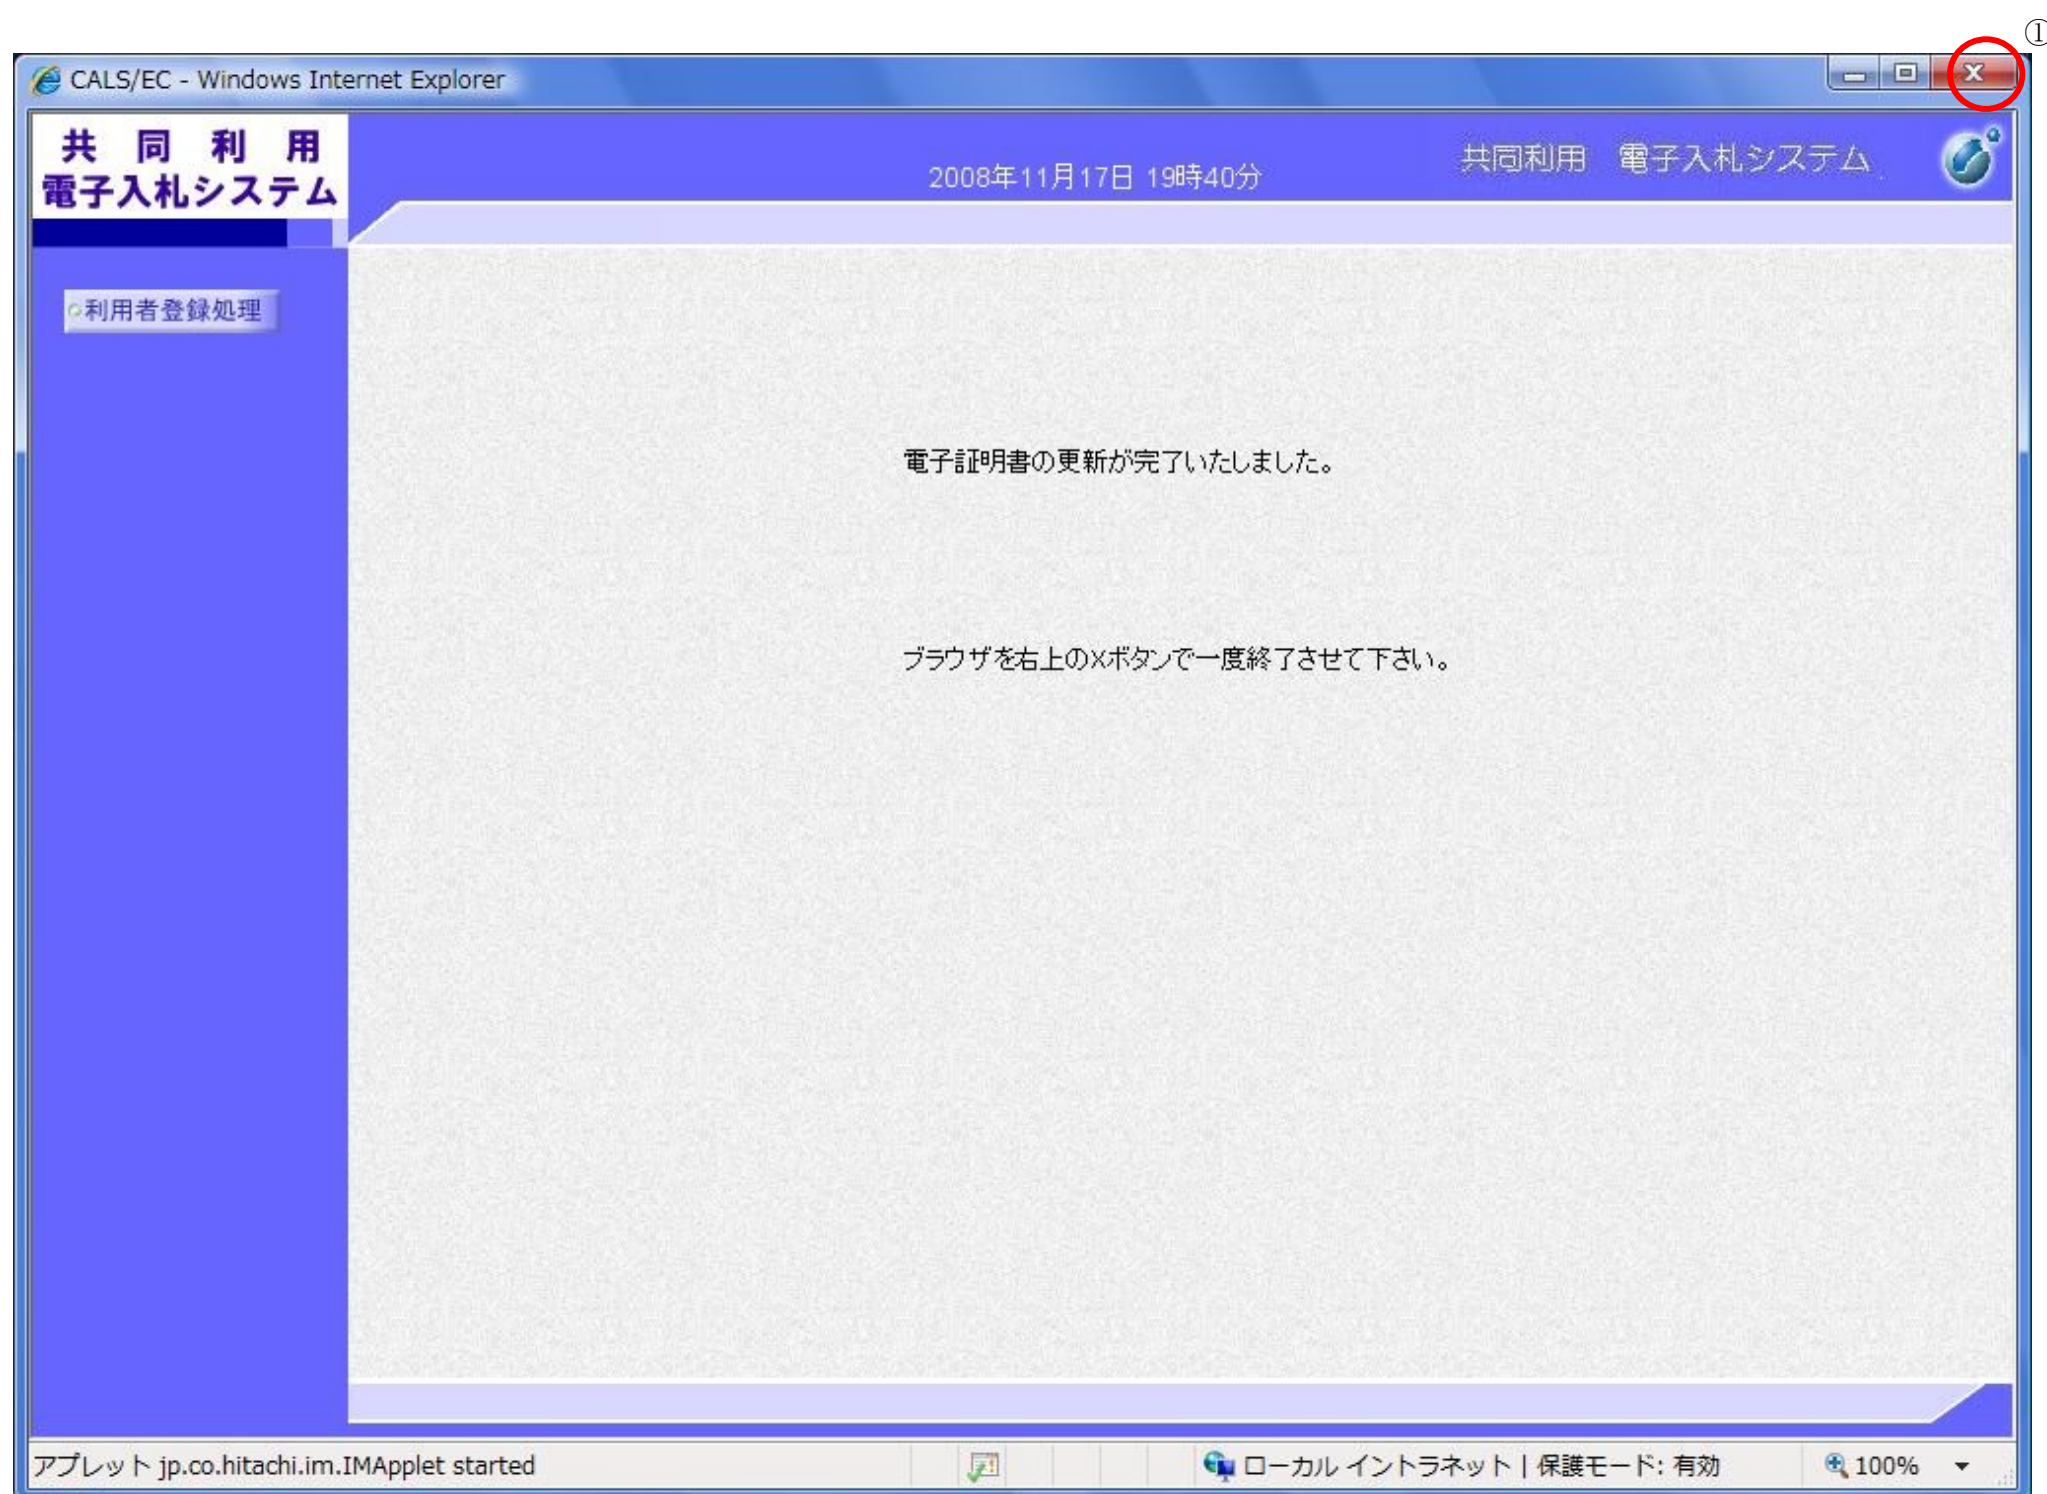 ①
CALS/EC - Windows Internet Explorer
共 同 利 用
電子入札システム
2008年11月17日 19時40分
共同利用 電子入札システム
利用者登録処理
電子証明書の更新が完了いたしました。
ブラウザを右上のXボタンで一度終了させて下さい。
アプレット jp.co.hitachi.im.IMApplet started
ローカル イントラネット | 保護モード: 有効
100%